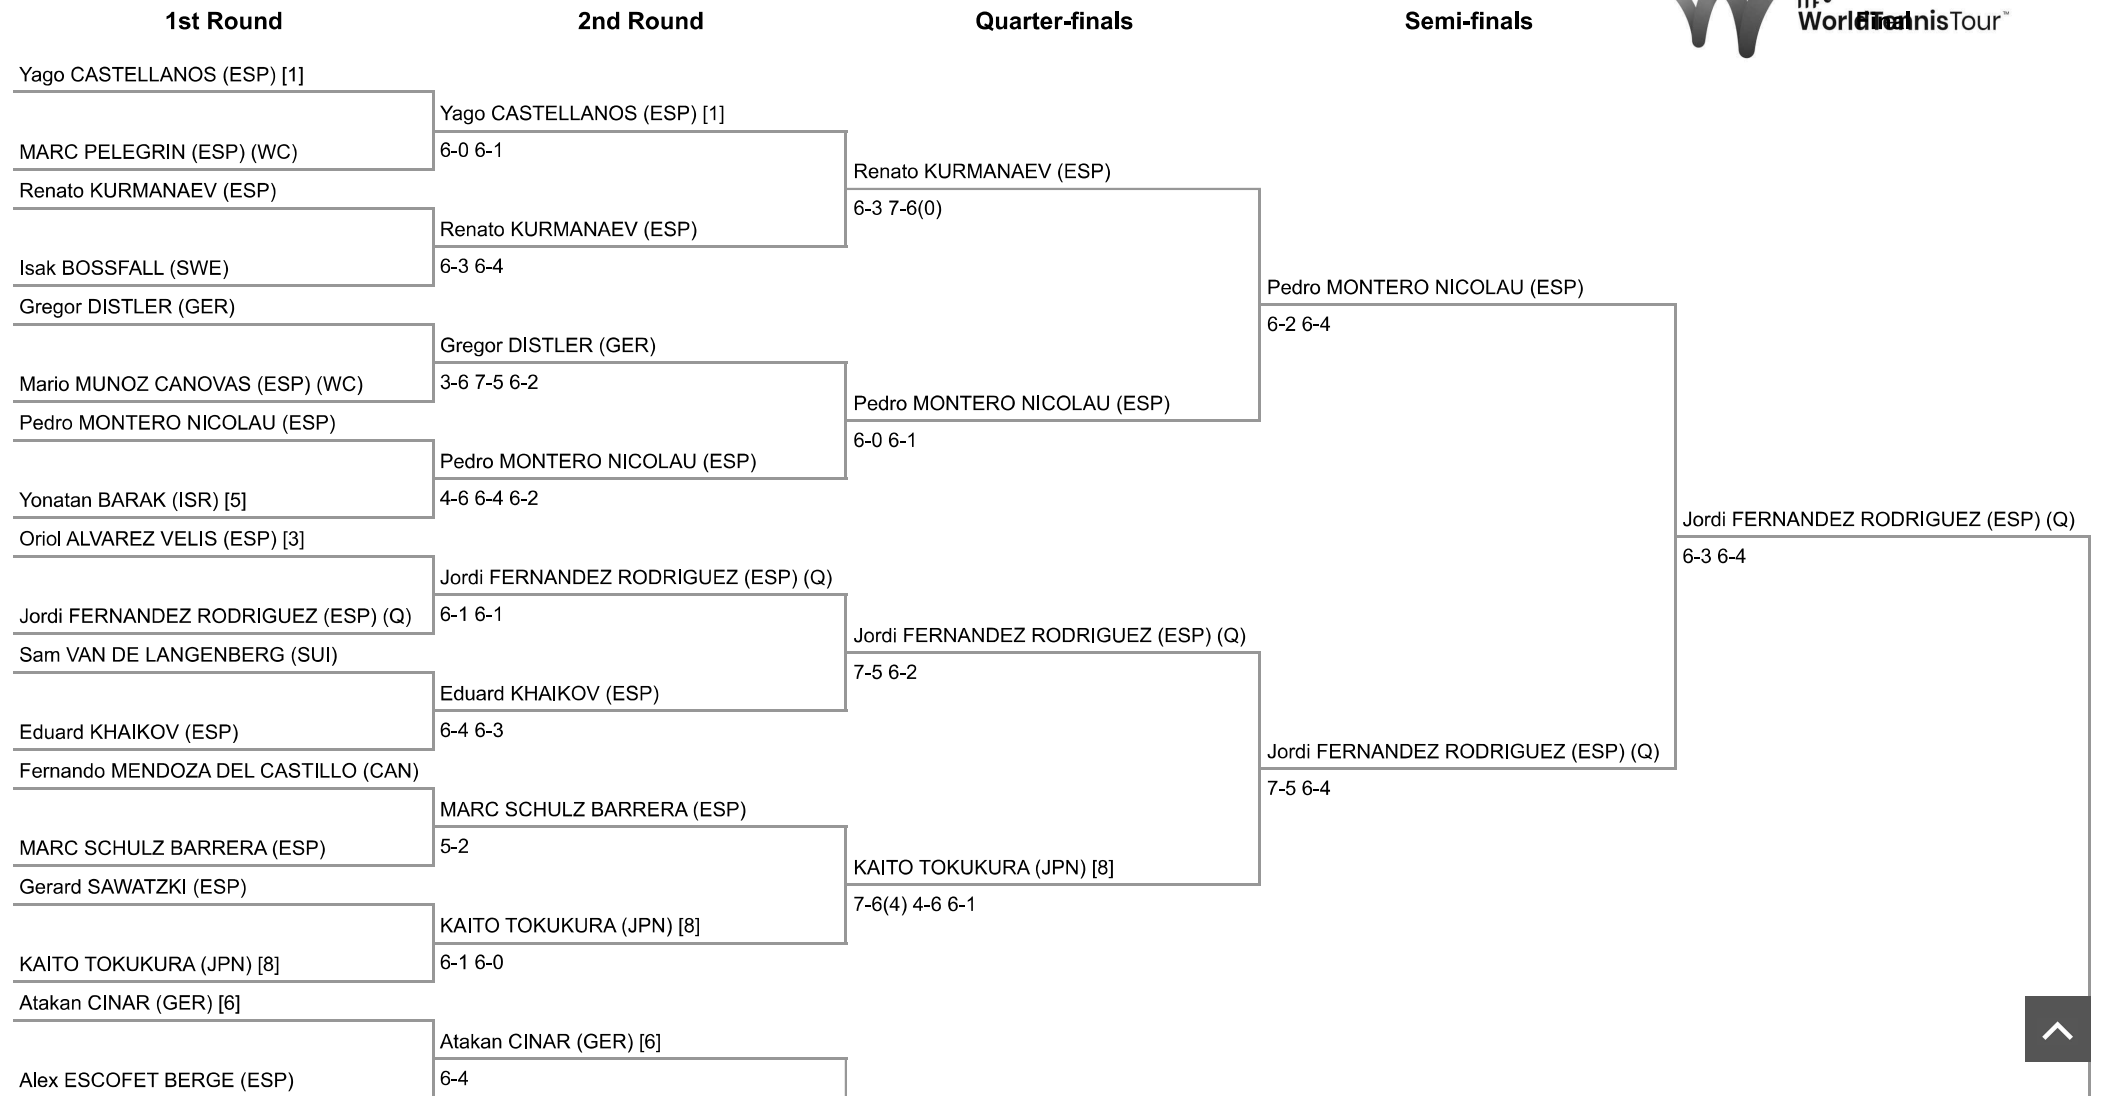 1st Round
2nd Round
Quarter-finals
Semi-finals
Final
ITF
WorldTennisTour
Yago CASTELLANOS (ESP) [1]
MARC PELEGRIN (ESP) (WC)
Renato KURMANAEV (ESP)
Isak BOSSFALL (SWE)
Gregor DISTLER (GER)
Mario MUNOZ CANOVAS (ESP) (WC)
Pedro MONTERO NICOLAU (ESP)
Yonatan BARAK (ISR) [5]
Oriol ALVAREZ VELIS (ESP) [3]
Jordi FERNANDEZ RODRIGUEZ (ESP) (Q)
Sam VAN DE LANGENBERG (SUI)
Eduard KHAIKOV (ESP)
Fernando MENDOZA DEL CASTILLO (CAN)
MARC SCHULZ BARRERA (ESP)
Gerard SAWATZKI (ESP)
KAITO TOKUKURA (JPN) [8]
Atakan CINAR (GER) [6]
Alex ESCOFET BERGE (ESP)
Yago CASTELLANOS (ESP) [1]
6-0 6-1
Renato KURMANAEV (ESP)
6-3 6-4
Gregor DISTLER (GER)
3-6 7-5 6-2
Pedro MONTERO NICOLAU (ESP)
4-6 6-4 6-2
Jordi FERNANDEZ RODRIGUEZ (ESP) (Q)
6-1 6-1
Eduard KHAIKOV (ESP)
6-4 6-3
MARC SCHULZ BARRERA (ESP)
5-2
KAITO TOKUKURA (JPN) [8]
6-1 6-0
Atakan CINAR (GER) [6]
6-4
Renato KURMANAEV (ESP)
6-3 7-6(0)
Pedro MONTERO NICOLAU (ESP)
6-0 6-1
Jordi FERNANDEZ RODRIGUEZ (ESP) (Q)
7-5 6-2
KAITO TOKUKURA (JPN) [8]
7-6(4) 4-6 6-1
Pedro MONTERO NICOLAU (ESP)
6-2 6-4
Jordi FERNANDEZ RODRIGUEZ (ESP) (Q)
7-5 6-4
Jordi FERNANDEZ RODRIGUEZ (ESP) (Q)
6-3 6-4